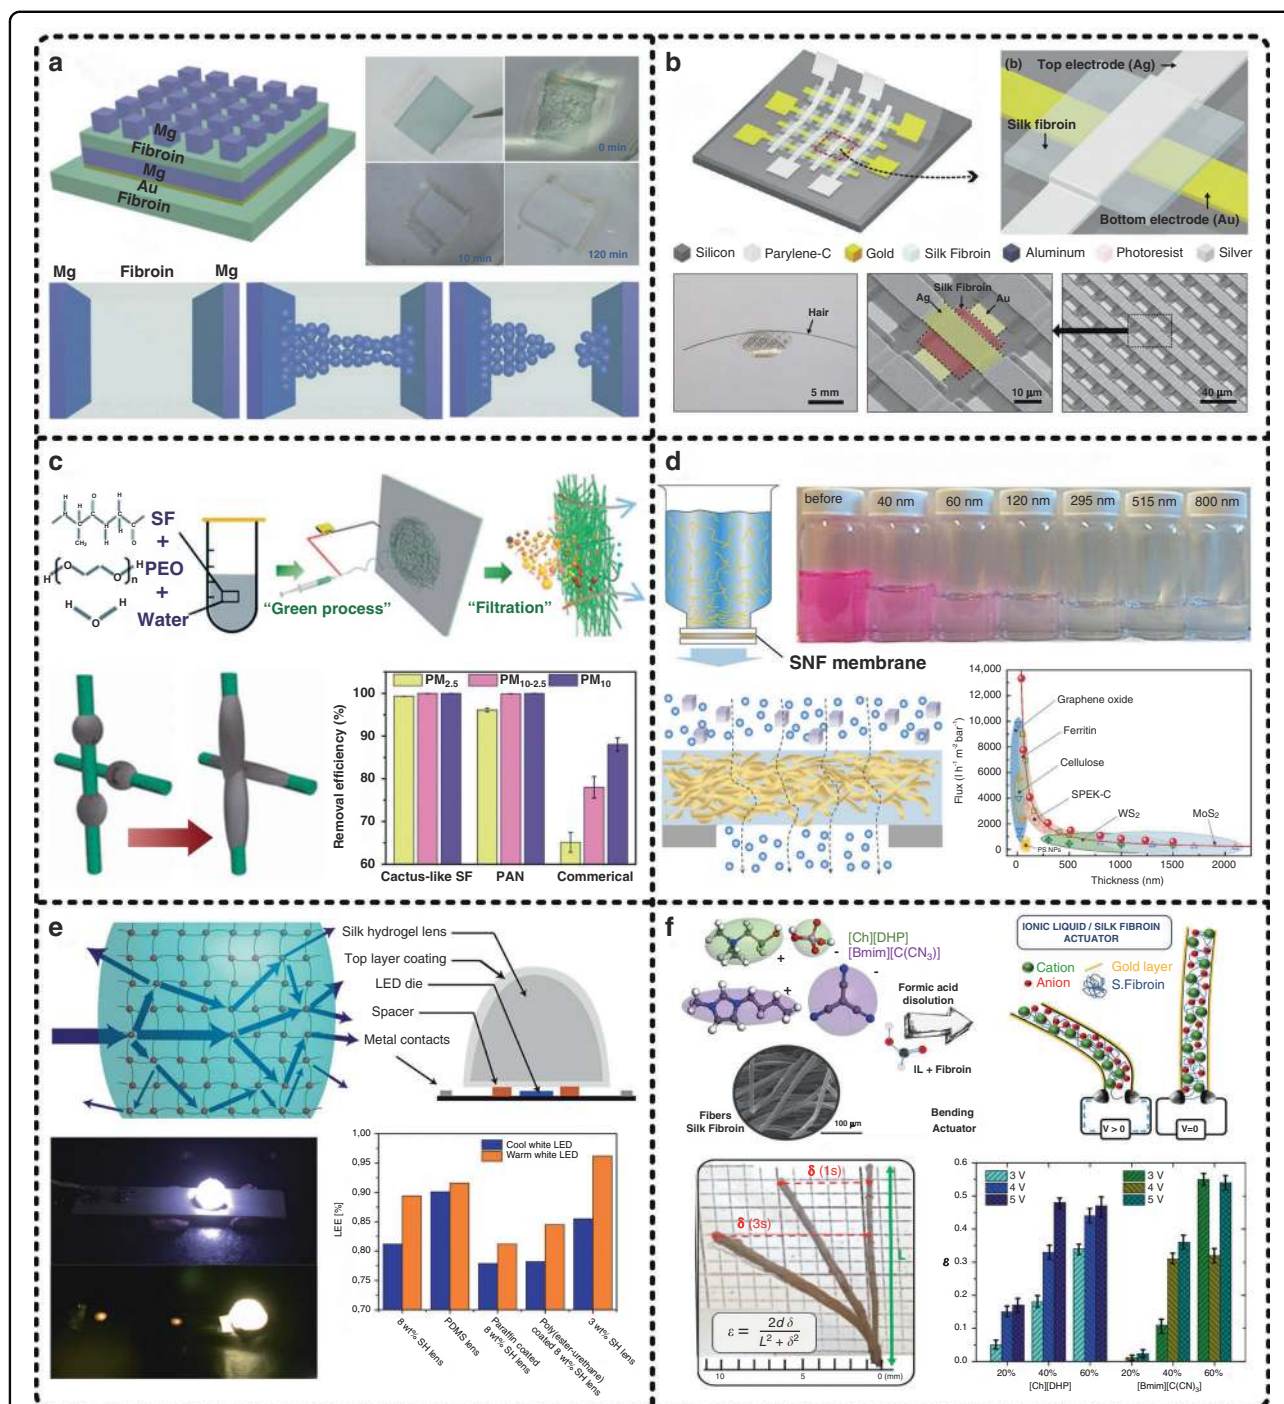 a
Mg
Fibroin
Mg
Au
Fibroin
0 min
10 min
120 min
Mg
Fibroin
Mg
b
(b)
Top electrode (Ag)
Silk fibroin
Bottom electrode (Au)
Silicon
Parylene-C
Gold
Silk Fibroin
Aluminum
Photoresist
Silver
Hair
5 mm
Silk Fibroin
Ag
Au
10 μm
40 μm
c
H
O
H
N
C
C
C
C
H
H
CH3
O
SF
+
H
O
O
n
H
PEO
+
H
H
O
Water
"Green process"
"Filtration"
PM2.5
PM10-2.5
PM10
Removal efficiency (%)
100
90
80
70
60
Cactus-like SF
PAN
Commerical
d
before
40 nm
60 nm
120 nm
295 nm
515 nm
800 nm
SNF membrane
Flux (l h-1 m-2 bar-1)
14,000
12,000
10,000
8000
6000
4000
2000
0
Graphene oxide
Ferritin
Cellulose
SPEK-C
WS2
MoS2
PS NPs
0
500
1000
1500
2000
Thickness (nm)
e
Silk hydrogel lens
Top layer coating
LED die
Spacer
Metal contacts
Cool white LED
Warm white LED
LEE [%]
1,00
0,95
0,90
0,85
0,80
0,75
0,70
8 wt% SH lens
PDMS lens
Paraffin coated
8 wt% SH lens
Poly(ester-urethane)
coated 8 wt% SH lens
3 wt% SH lens
f
[Ch][DHP]
[Bmim][C(CN3)]
+
-
+
-
Formic acid
disolution
IL + Fibroin
Fibers
Silk Fibroin
100 μm
Bending
Actuator
IONIC LIQUID / SILK FIBROIN
ACTUATOR
Cation
Anion
Gold layer
S.Fibroin
V > 0
V=0
δ (1s)
δ (3s)
L
ε = 2d δ / L2 + δ2
10
5
0 (mm)
3 V
4 V
5 V
3 V
4 V
5 V
ε
0.6
0.5
0.4
0.3
0.2
0.1
0.0
20%
40%
60%
20%
40%
60%
[Ch][DHP]
[Bmim][C(CN)3]